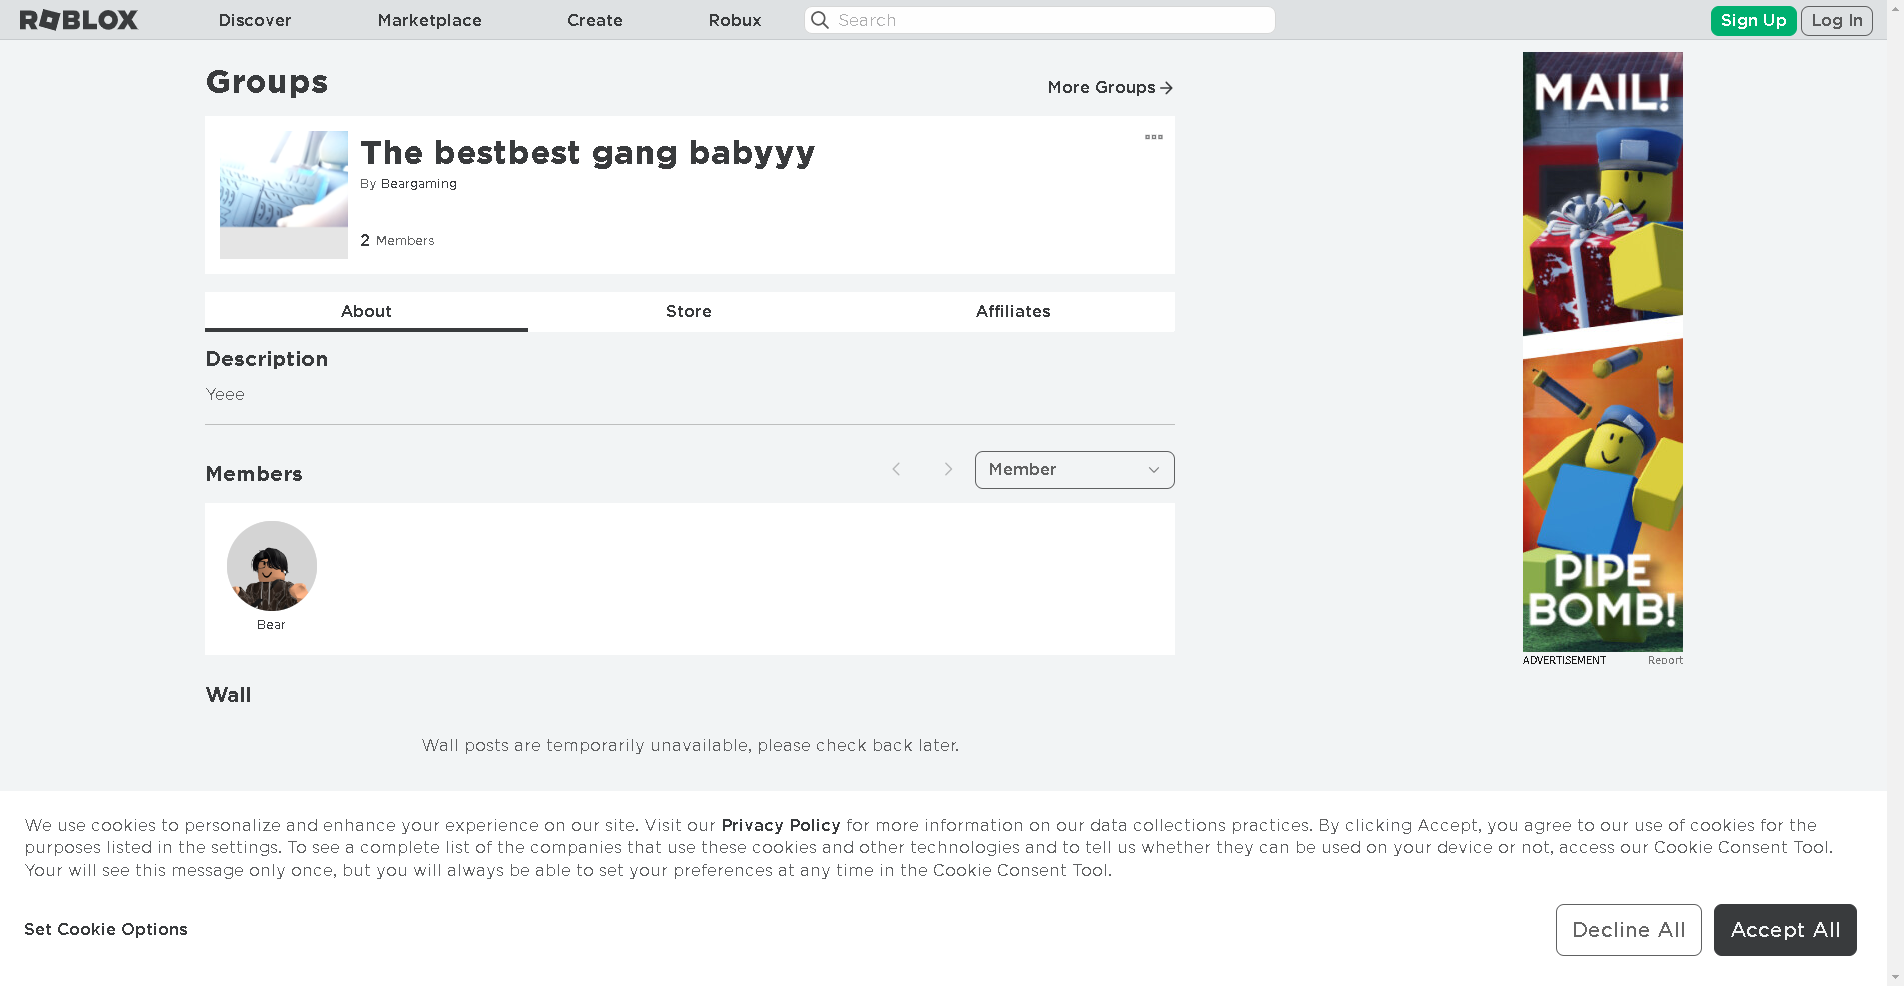 ROBLOX Discover Marketplace Create Robux Search Sign Up Log In
Groups
More Groups
The bestbest gang babyyy
By Beargaming
2 Members
About Store Affiliates
Description
Yeee
Members
Member
Bear
Wall
Wall posts are temporarily unavailable, please check back later.
MAIL!
PIPE
BOMB!
ADVERTISEMENT Report
We use cookies to personalize and enhance your experience on our site. Visit our Privacy Policy for more information on our data collections practices. By clicking Accept, you agree to our use of cookies for the
purposes listed in the settings. To see a complete list of the companies that use these cookies and other technologies and to tell us whether they can be used on your device or not, access our Cookie Consent Tool.
Your will see this message only once, but you will always be able to set your preferences at any time in the Cookie Consent Tool.
Set Cookie Options
Decline All
Accept All